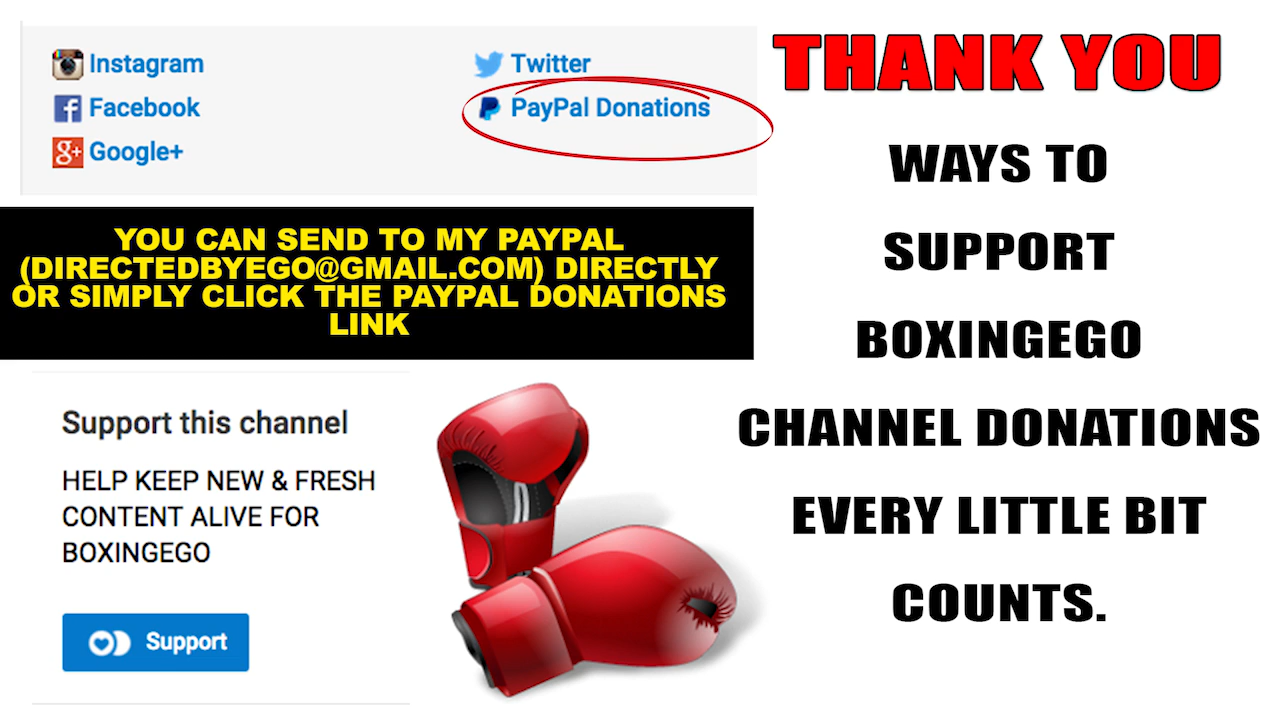 Instagram
Twitter
Facebook
PayPal Donations
Google+
YOU CAN SEND TO MY PAYPAL
(DIRECTEDBYEGO@GMAIL.COM) DIRECTLY
OR SIMPLY CLICK THE PAYPAL DONATIONS
LINK
Support this channel
HELP KEEP NEW & FRESH
CONTENT ALIVE FOR
BOXINGEGO
Support
THANK YOU
WAYS TO
SUPPORT
BOXINGEGO
CHANNEL DONATIONS
EVERY LITTLE BIT
COUNTS.